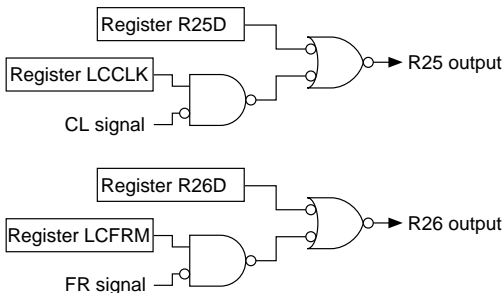 Register R25D
Register LCCLK
R25 output
CL signal
Register R26D
Register LCFRM
R26 output
FR signal